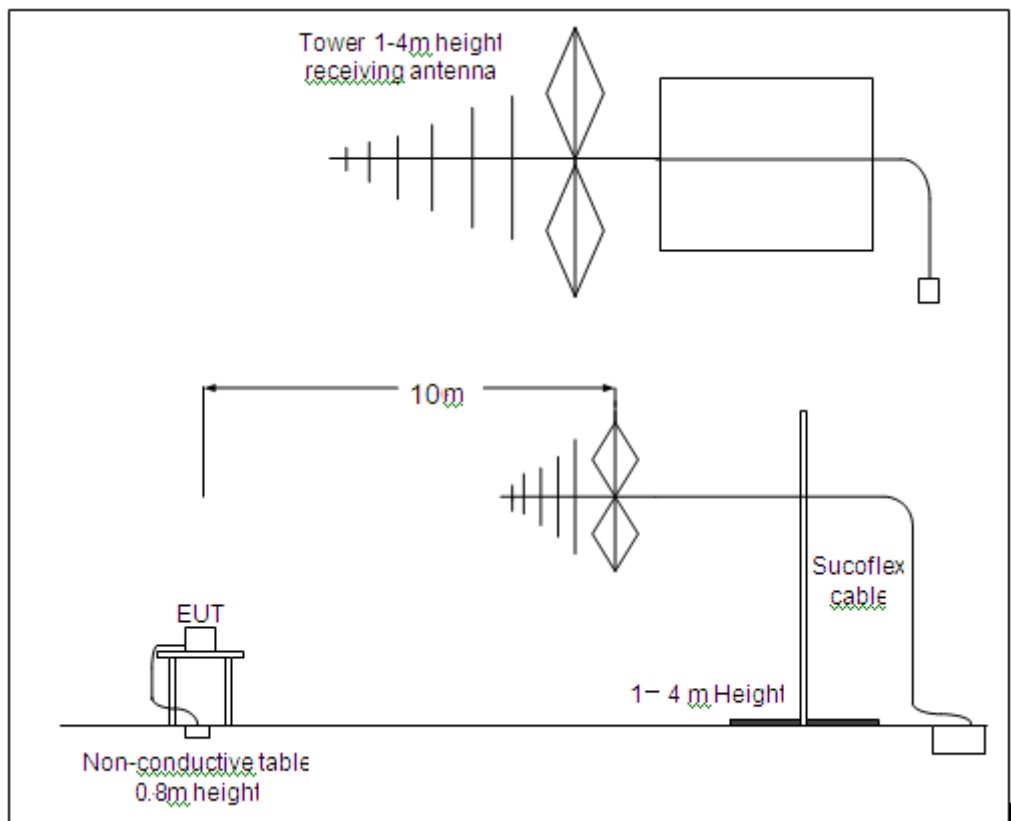 Tower 1-4m height
receiving antenna
10m
Sucoflex
cable
EUT
1– 4 m Height
Non-conductive table
0.8m height